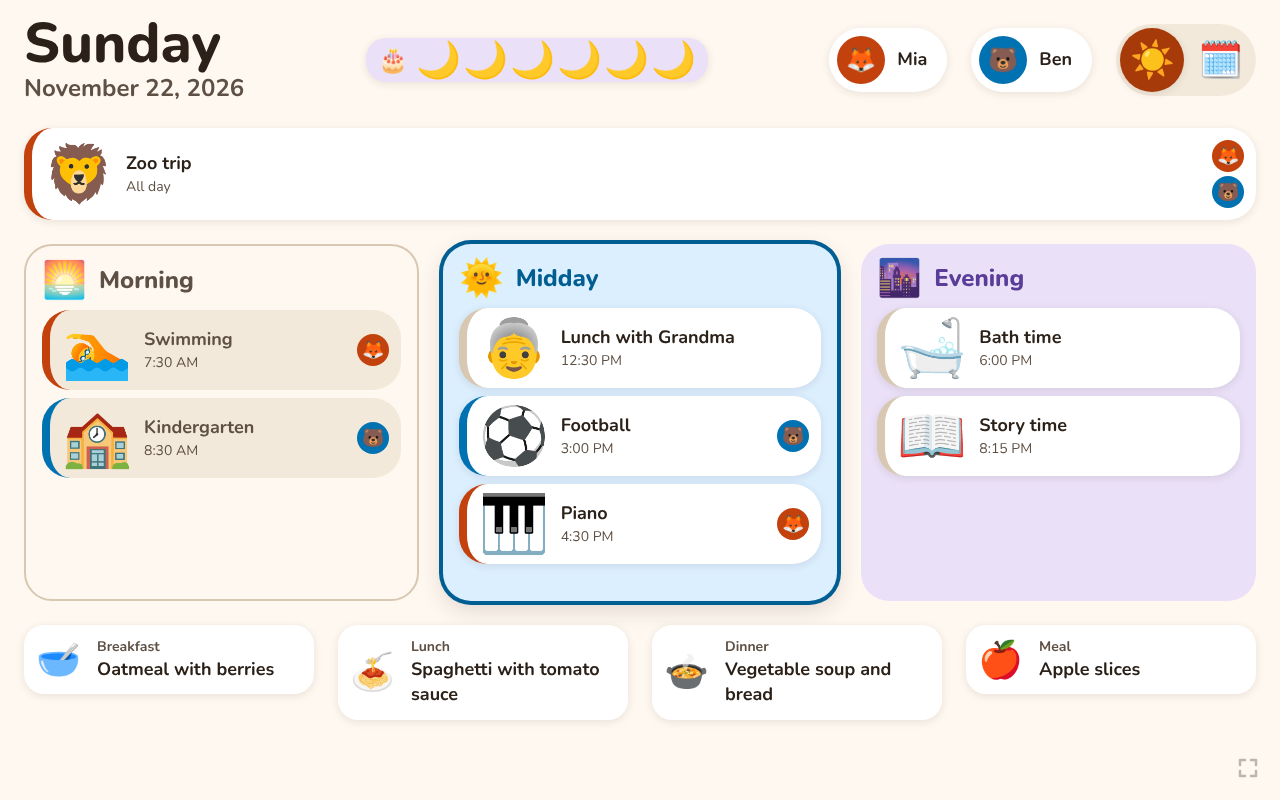 Sunday
November 22, 2026
Mia
Ben
Zoo trip
All day
Morning
Swimming
7:30 AM
Kindergarten
8:30 AM
Midday
Lunch with Grandma
12:30 PM
Football
3:00 PM
Piano
4:30 PM
Evening
Bath time
6:00 PM
Story time
8:15 PM
Breakfast
Oatmeal with berries
Lunch
Spaghetti with tomato
sauce
Dinner
Vegetable soup and
bread
Meal
Apple slices